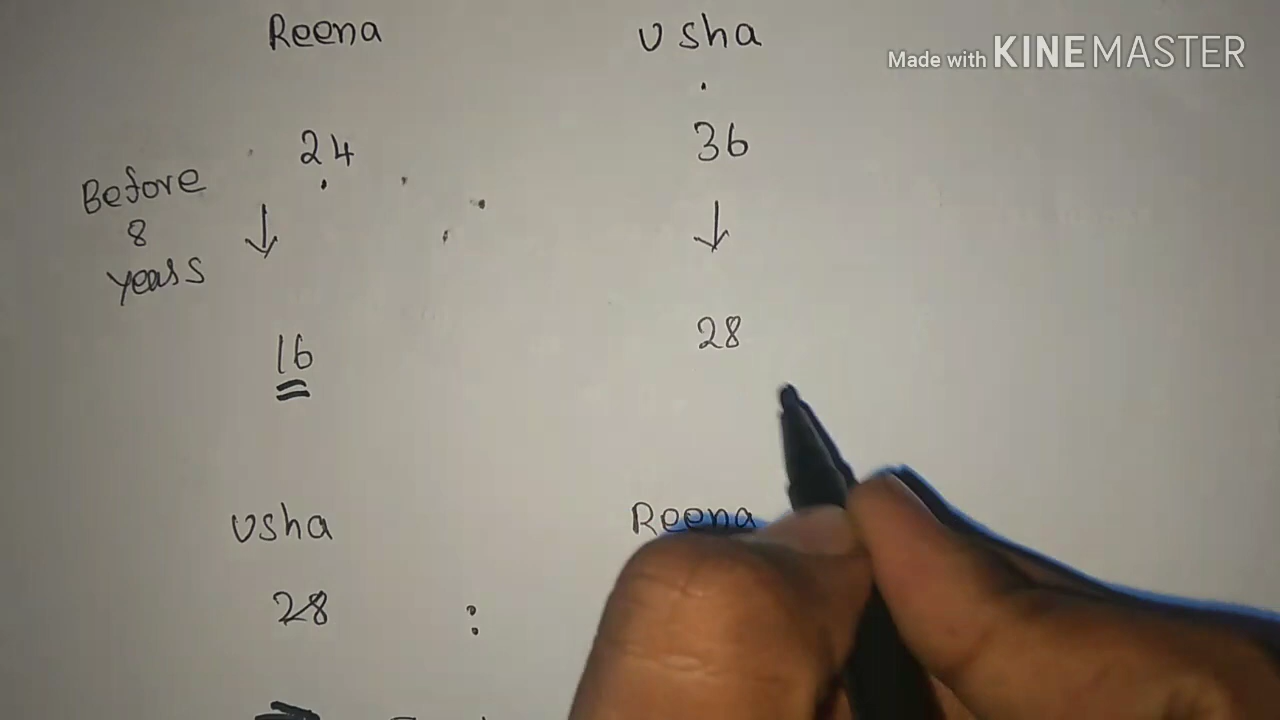 Reena usha
Made with KINEMASTER
24 36
Before
8
years
↓ ↓
16 28
usha Reena
28 :